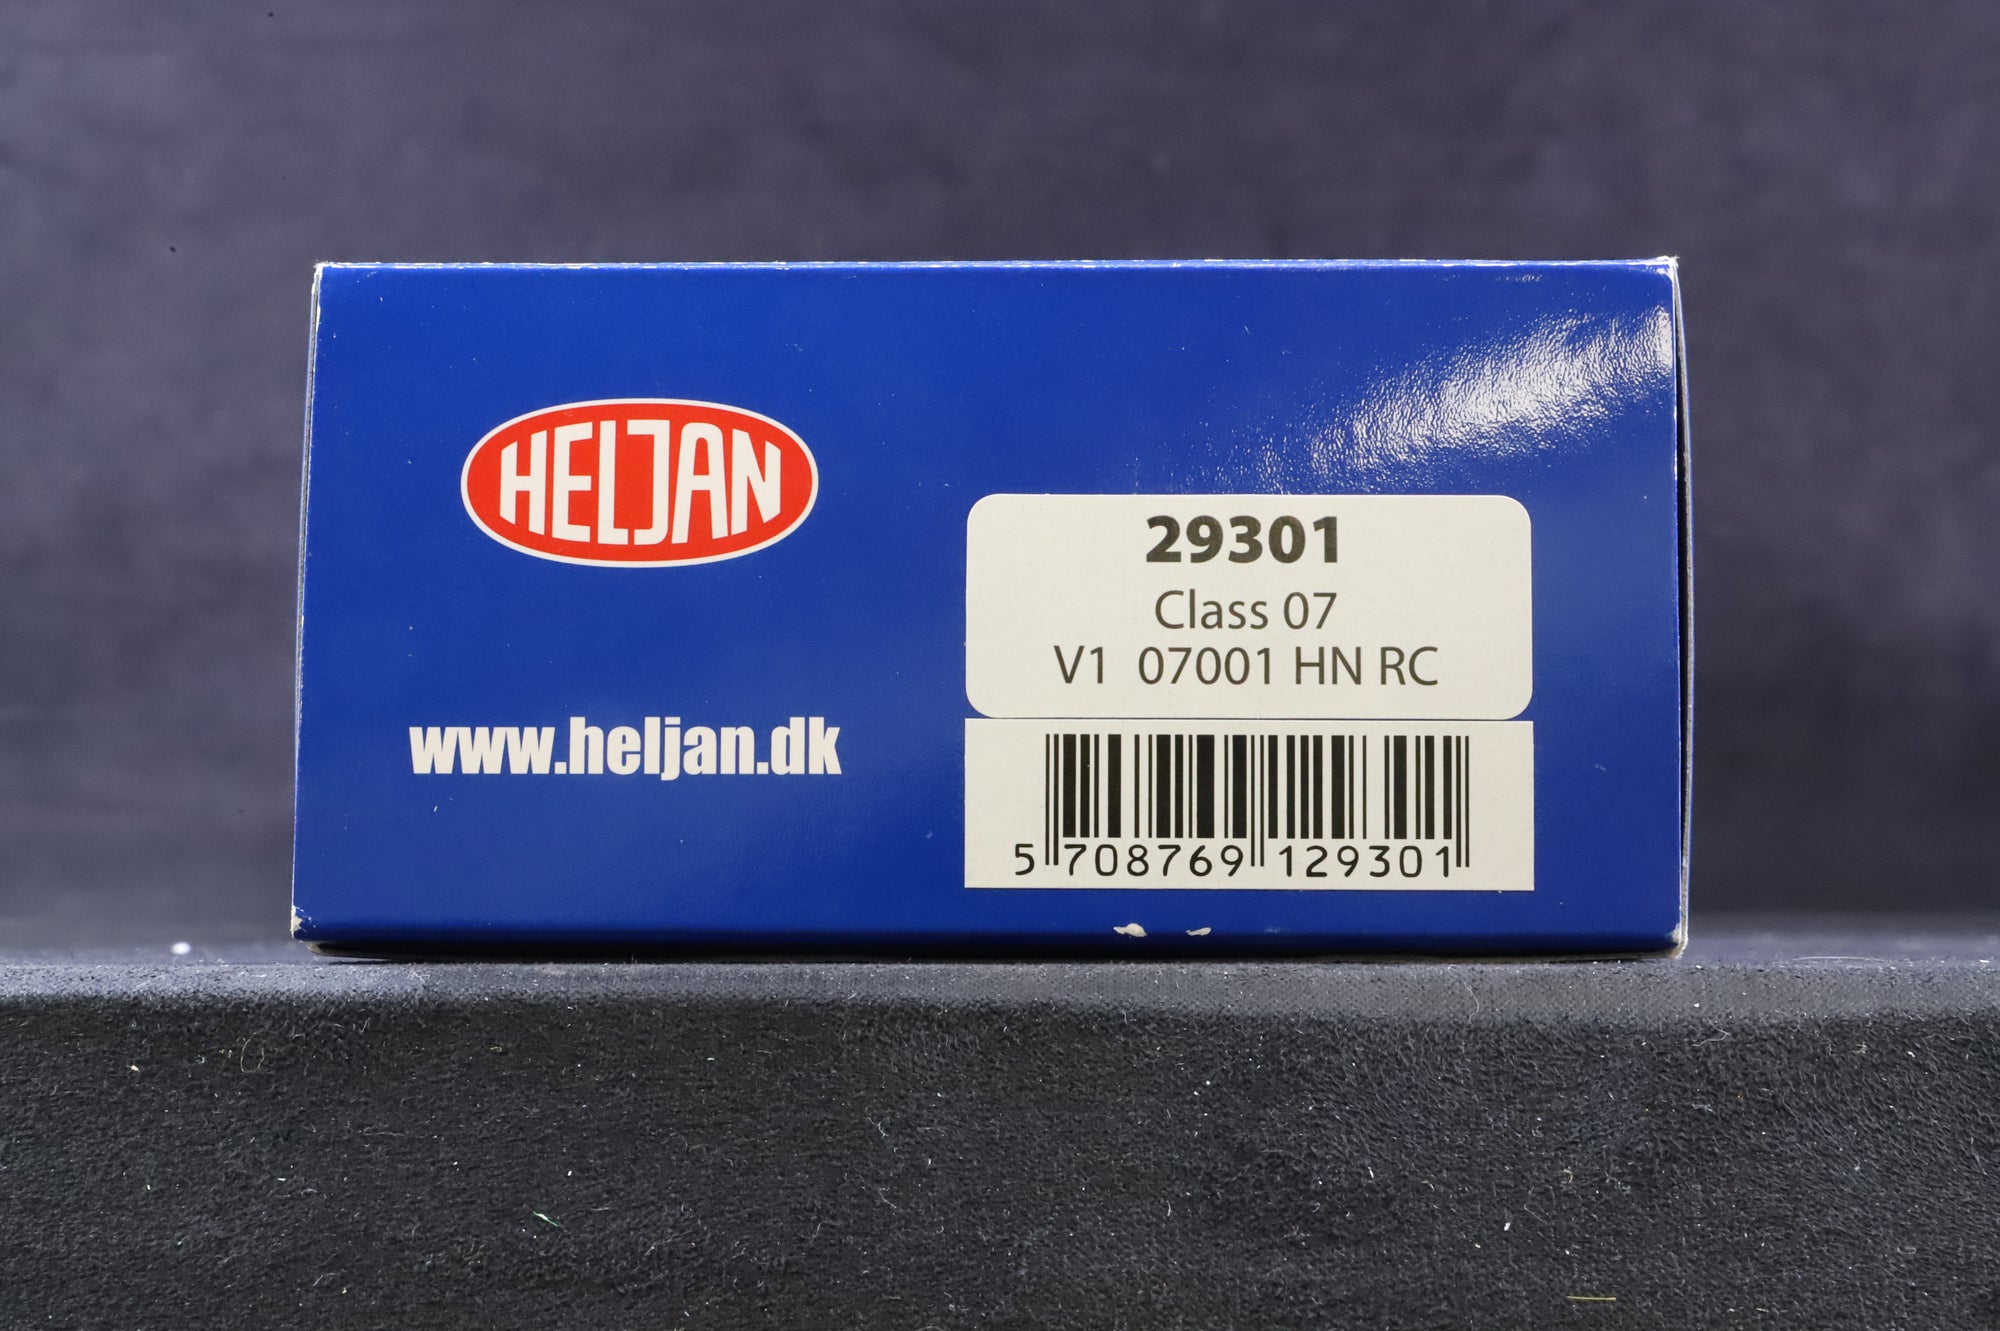 HELJAN
www.heljan.dk
29301
Class 07
V1 07001 HN RC
5 708769 129301